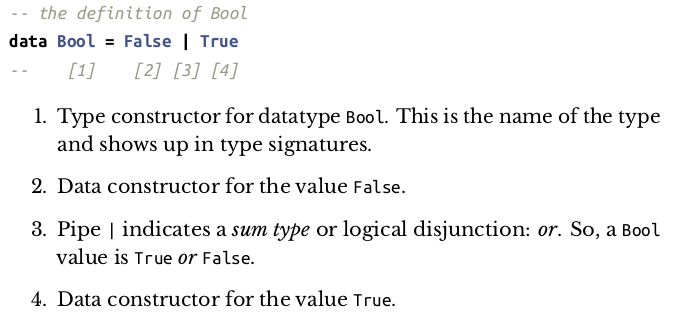 -- the definition of Bool
data Bool = False | True
-- [1] [2] [3] [4]
1. Type constructor for datatype Bool. This is the name of the type
and shows up in type signatures.
2. Data constructor for the value False.
3. Pipe | indicates a sum type or logical disjunction: or. So, a Bool
value is True or False.
4. Data constructor for the value True.